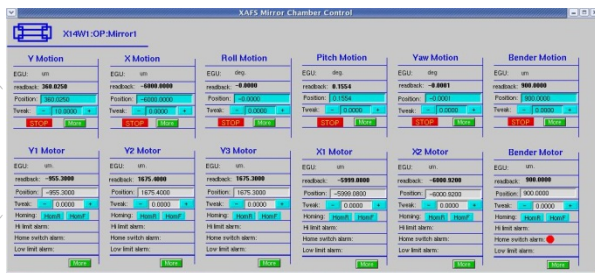 XAFS Mirror Chamber Control
X14W1:OP:Mirror1
Y Motion X Motion Roll Motion Pitch Motion Yaw Motion Bender Motion
EGU: um EGU: um EGU: deg. EGU: deg. EGU: deg. EGU: um
readback: 360.0250 readback: -6000.0000 readback: -0.0000 readback: 0.1554 readback: -0.0001 readback: 900.0000
Position: 360.0250 Position: -6000.0000 Position: -0.0000 Position: 0.1554 Position: -0.0001 Position: 900.0000
Tweak: - 10.0000 + Tweak: - 0.0000 + Tweak: - 0.0000 + Tweak: - 0.0000 + Tweak: - 0.0000 + Tweak: - 0.0000 +
STOP More STOP More STOP More STOP More STOP More STOP More
Y1 Motor Y2 Motor Y3 Motor X1 Motor X2 Motor Bender Motor
EGU: um. EGU: um. EGU: um. EGU: um. EGU: um. EGU: um.
readback: -955.3000 readback: 1675.4000 readback: 1675.3000 readback: -5999.0800 readback: -6000.9200 readback: 900.0000
Position: -955.3000 Position: 1675.4000 Position: 1675.3000 Position: -5999.0800 Position: -6000.9200 Position: 900.0000
Tweak: - 0.0000 + Tweak: - 0.0000 + Tweak: - 0.0000 + Tweak: - 0.0000 + Tweak: - 0.0000 + Tweak: - 0.0000 +
Homing: HomR HomF Homing: HomR HomF Homing: HomR HomF Homing: HomR HomF Homing: HomR HomF Homing: HomR HomF
Hi limit alarm: Hi limit alarm: Hi limit alarm: Hi limit alarm: Hi limit alarm: Hi limit alarm:
Home switch alarm: Home switch alarm: Home switch alarm: Home switch alarm: Home switch alarm: Home switch alarm:
Low limit alarm: Low limit alarm: Low limit alarm: Low limit alarm: Low limit alarm: Low limit alarm:
More More More More More More